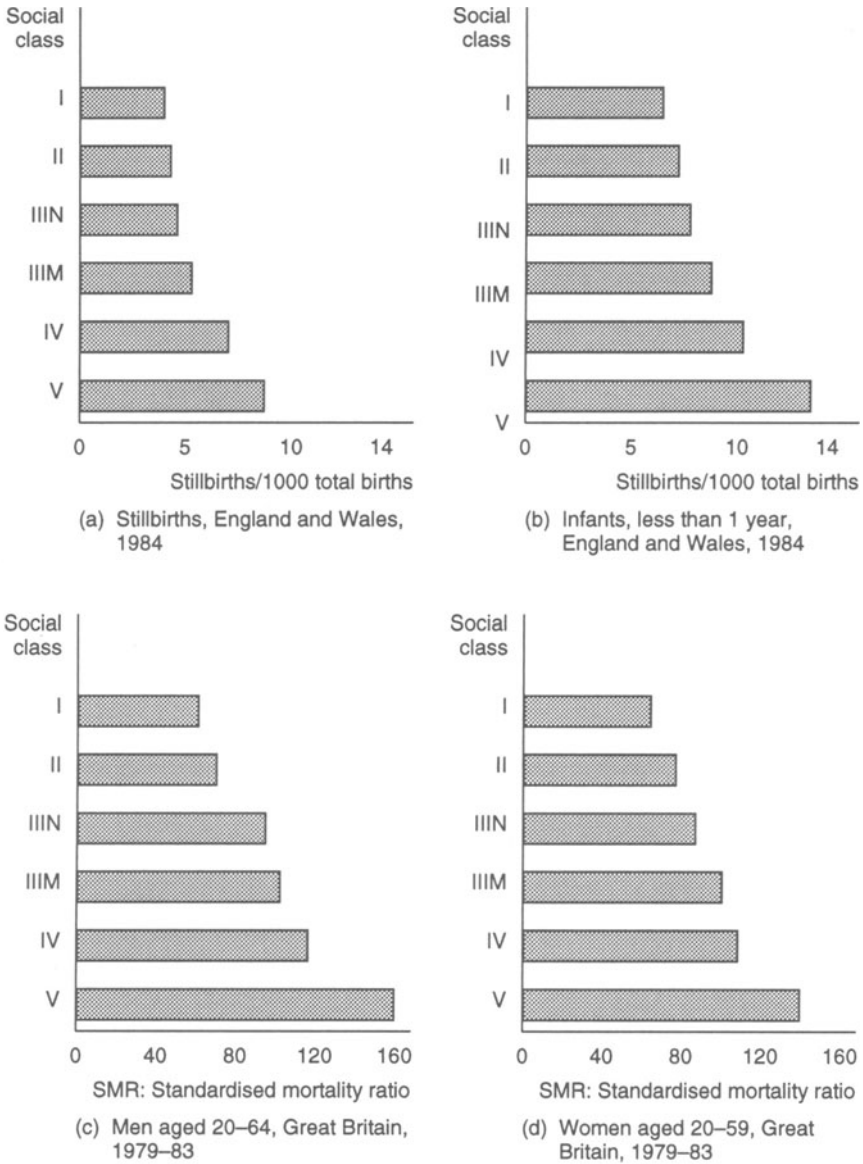 Social
class
I
II
IIIN
IIIM
IV
V
0 5 10 14
Stillbirths/1000 total births
(a) Stillbirths, England and Wales,
1984
Social
class
I
II
IIIN
IIIM
IV
V
0 5 10 14
Stillbirths/1000 total births
(b) Infants, less than 1 year,
England and Wales, 1984
Social
class
I
II
IIIN
IIIM
IV
V
0 40 80 120 160
SMR: Standardised mortality ratio
(c) Men aged 20–64, Great Britain,
1979–83
Social
class
I
II
IIIN
IIIM
IV
V
0 40 80 120 160
SMR: Standardised mortality ratio
(d) Women aged 20–59, Great
Britain, 1979–83